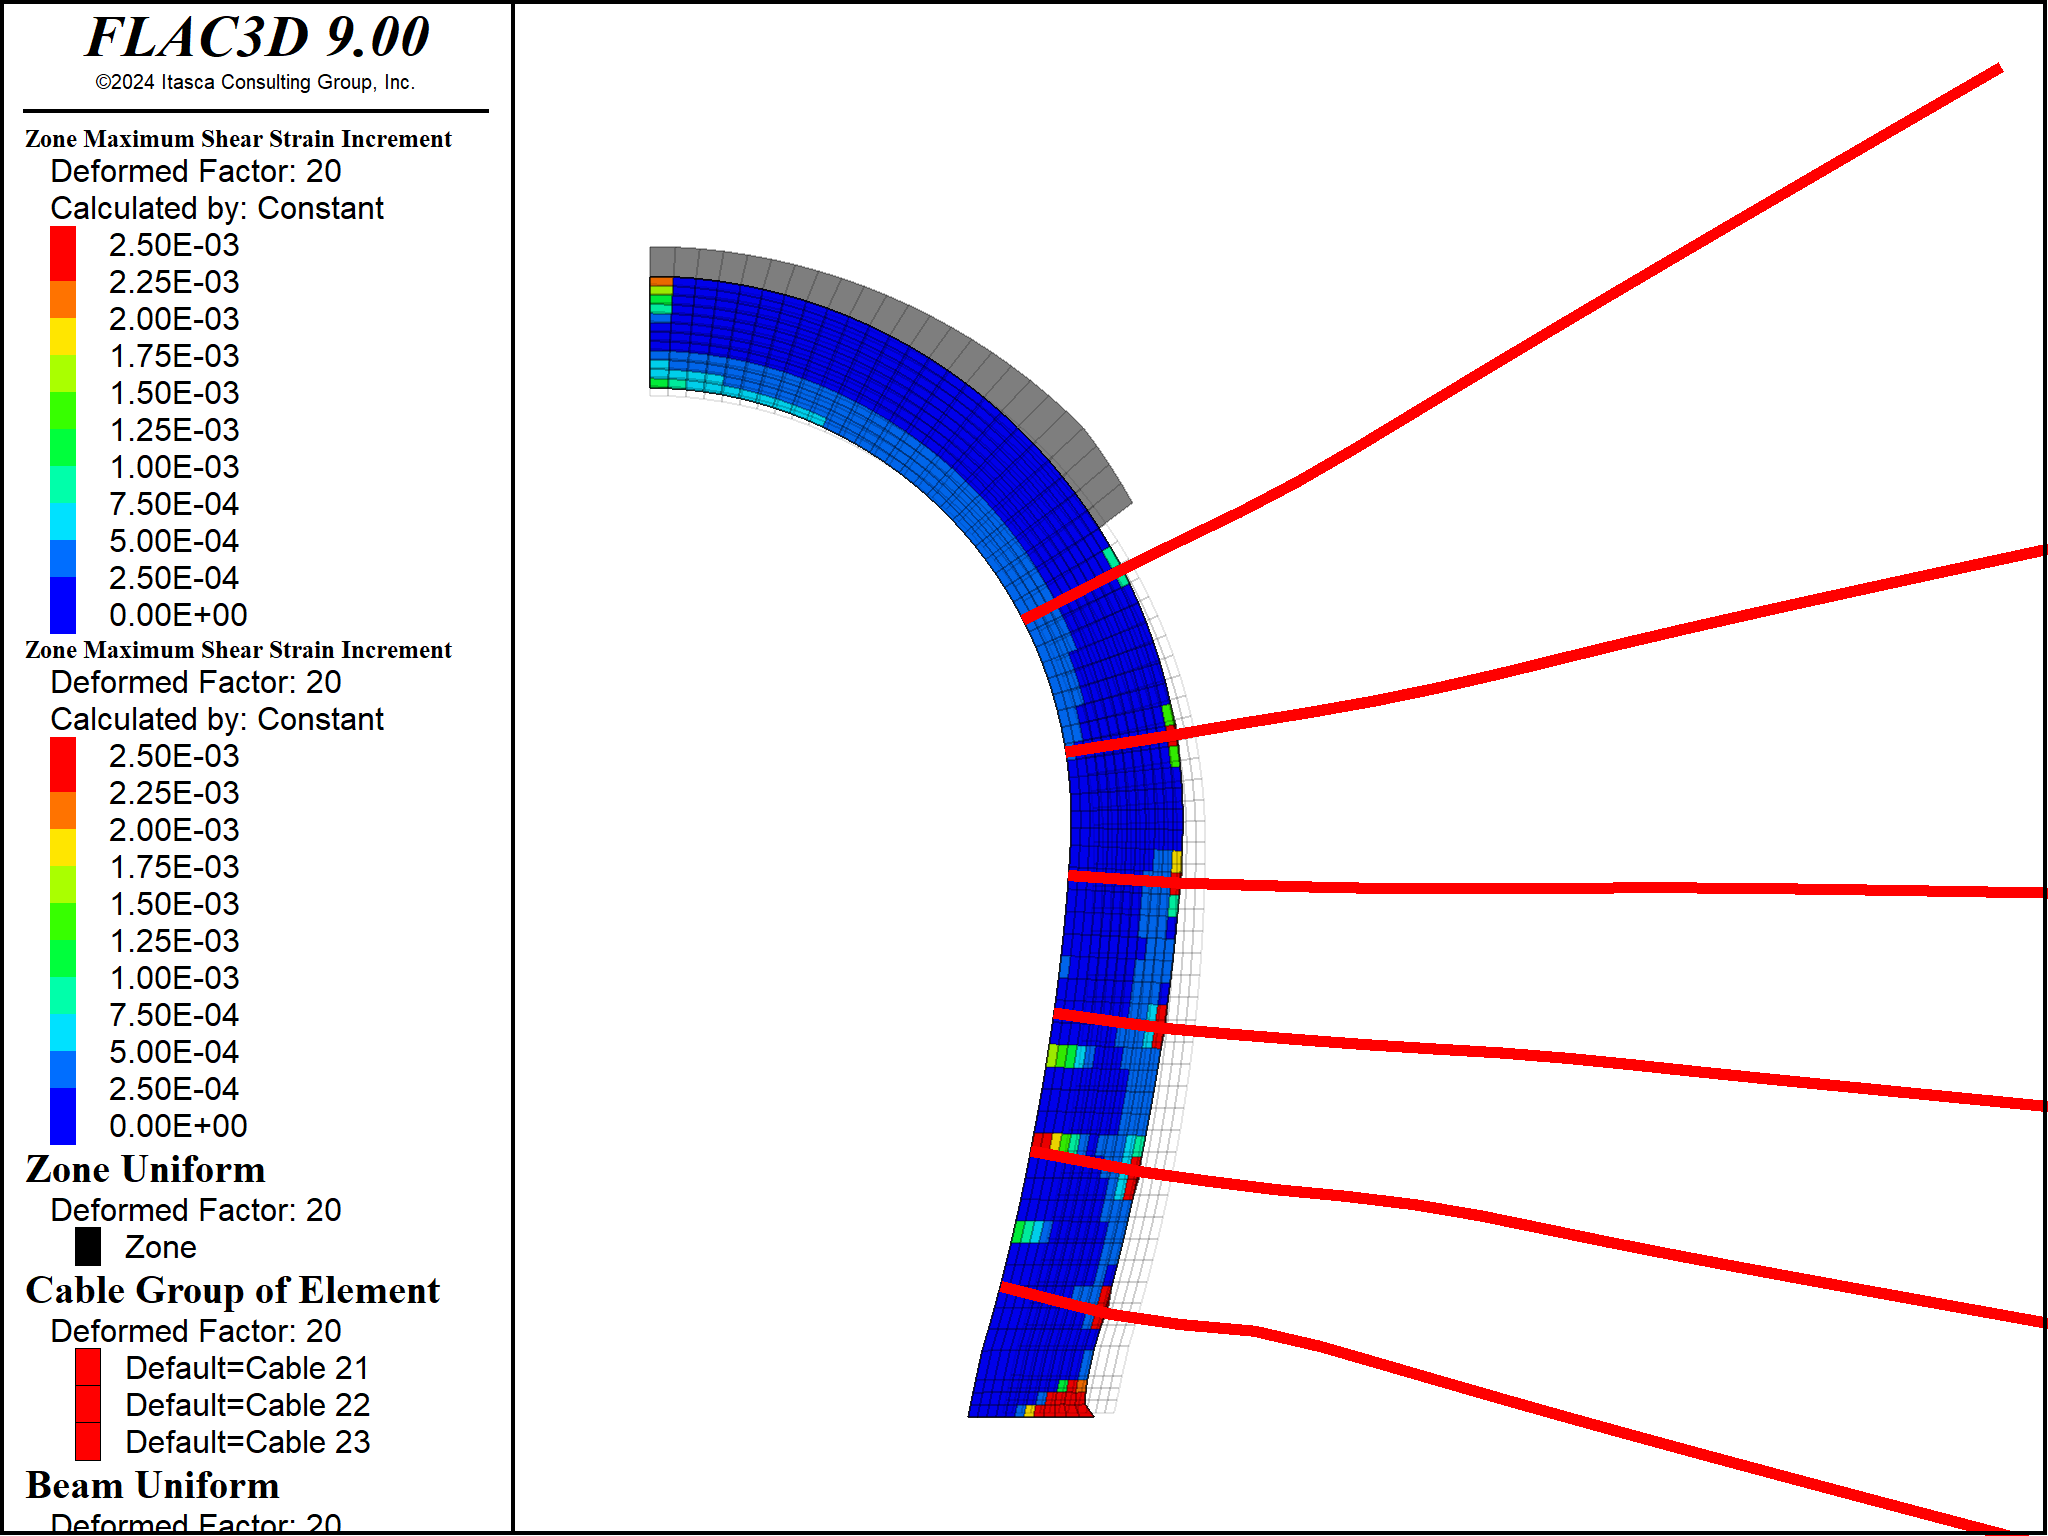 FLAC3D 9.00
©2024 Itasca Consulting Group, Inc.
Zone Maximum Shear Strain Increment
Deformed Factor: 20
Calculated by: Constant
2.50E-03
2.25E-03
2.00E-03
1.75E-03
1.50E-03
1.25E-03
1.00E-03
7.50E-04
5.00E-04
2.50E-04
0.00E+00
Zone Maximum Shear Strain Increment
Deformed Factor: 20
Calculated by: Constant
2.50E-03
2.25E-03
2.00E-03
1.75E-03
1.50E-03
1.25E-03
1.00E-03
7.50E-04
5.00E-04
2.50E-04
0.00E+00
Zone Uniform
Deformed Factor: 20
Zone
Cable Group of Element
Deformed Factor: 20
Default=Cable 21
Default=Cable 22
Default=Cable 23
Beam Uniform
Deformed Factor: 20